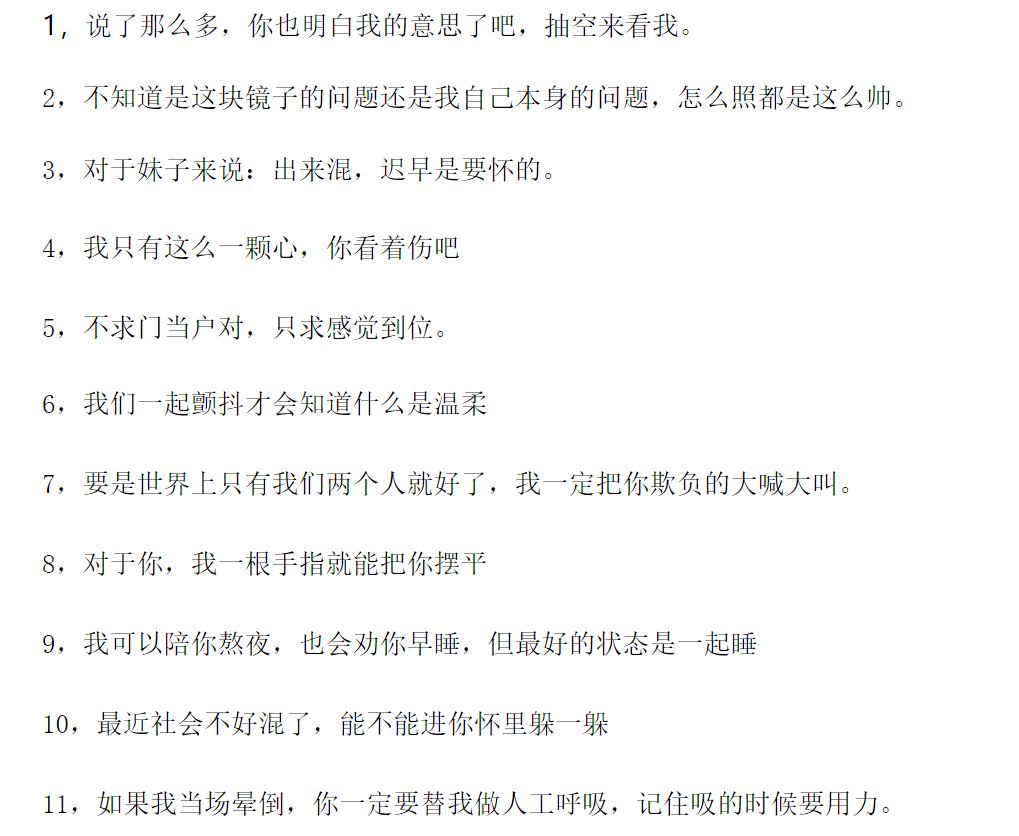 1，说了那么多，你也明白我的意思了吧，抽空来看我。
2，不知道是这块镜子的问题还是我自己本身的问题，怎么照都是这么帅。
3，对于妹子来说：出来混，迟早是要怀的。
4，我只有这么一颗心，你看着伤吧
5，不求门当户对，只求感觉到位。
6，我们一起颤抖才会知道什么是温柔
7，要是世界上只有我们两个人就好了，我一定把你欺负的大喊大叫。
8，对于你，我一根手指就能把你摆平
9，我可以陪你熬夜，也会劝你早睡，但最好的状态是一起睡
10，最近社会不好混了，能不能进你怀里躲一躲
11，如果我当场晕倒，你一定要替我做人工呼吸，记住吸的时候要用力。